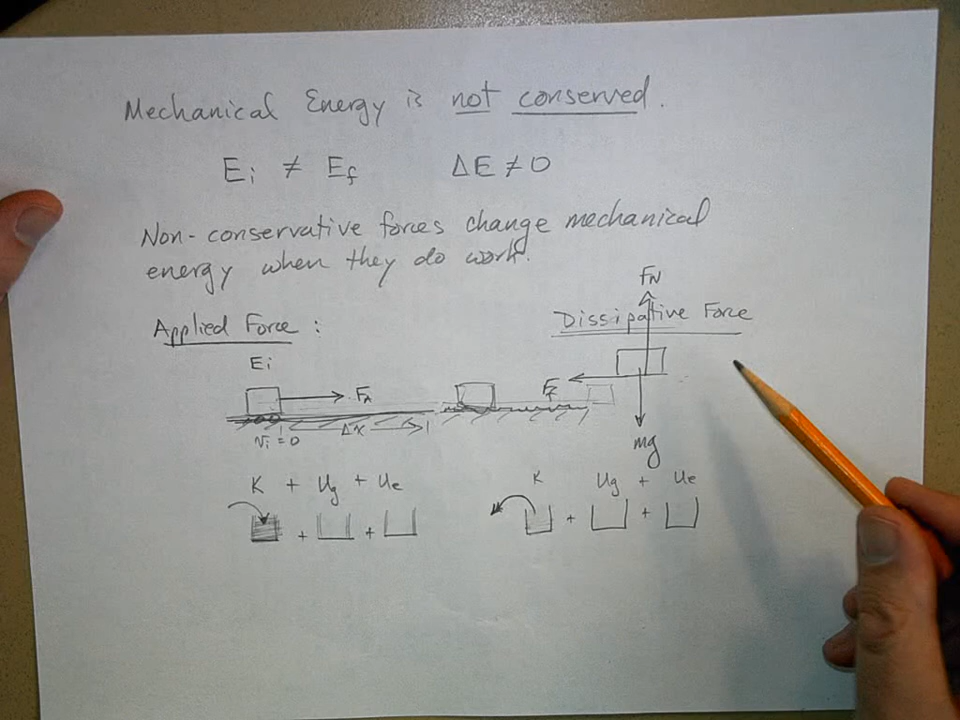 Mechanical Energy is not conserved.
Ei ≠ Ef ΔE ≠ 0
Non-conservative forces change mechanical
energy when they do work.
Applied Force :
Dissipative Force
FN
Ei
FA
Ff
vi = 0
Δx
mg
K + Ug + Ue
+ +
K Ug + Ue
+ +